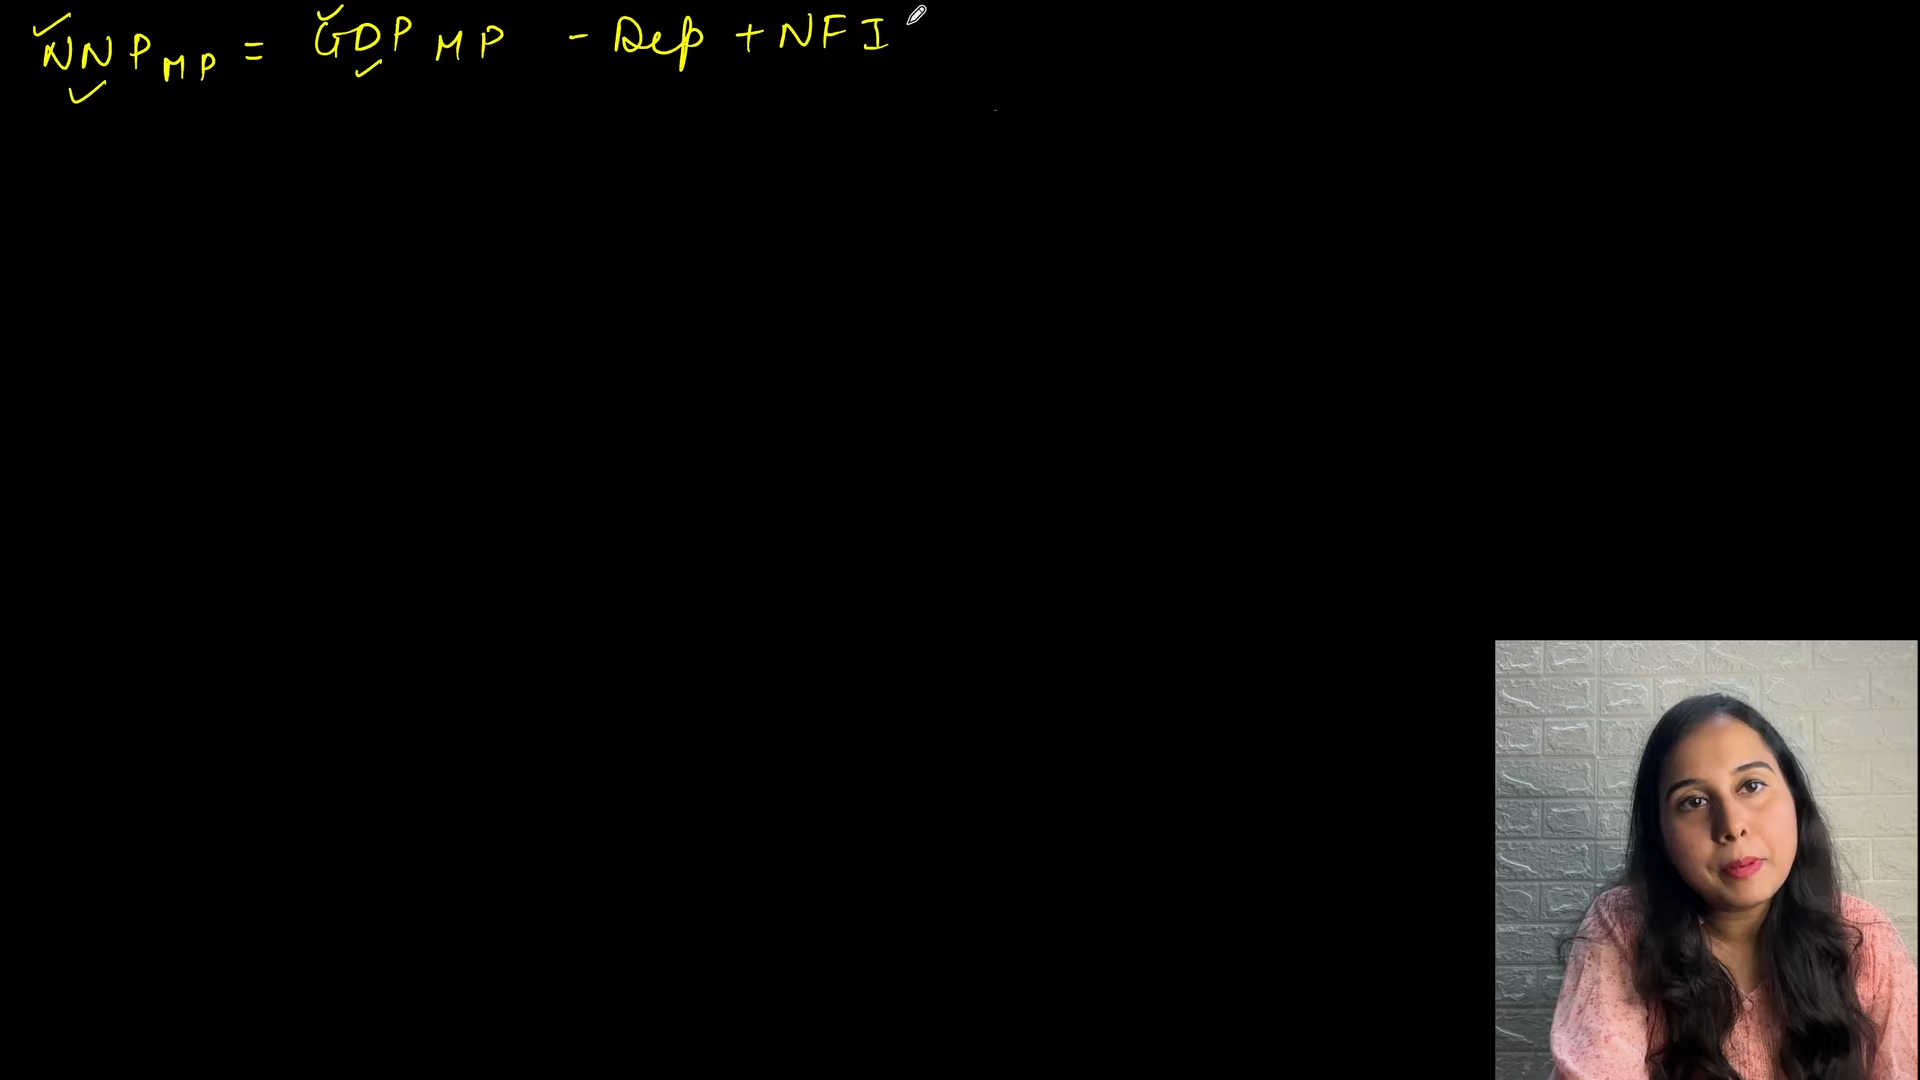 NNP MP = GDP MP - Dep + NFI